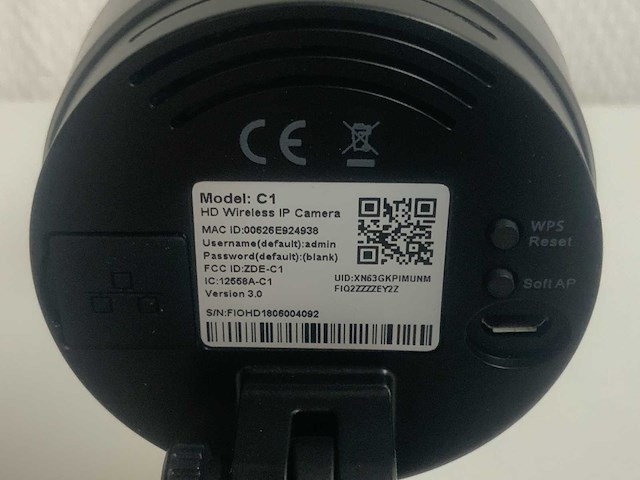 CE
Model: C1
HD Wireless IP Camera
MAC ID:00626E924938
Username(default):admin
Password(default):(blank)
FCC ID:ZDE-C1
IC:12558A-C1
Version 3.0
UID:XN63GKPIMUNM
FIQ2ZZZZEY2Z
S/N:FIOHD1806004092
WPS
Reset
Soft AP